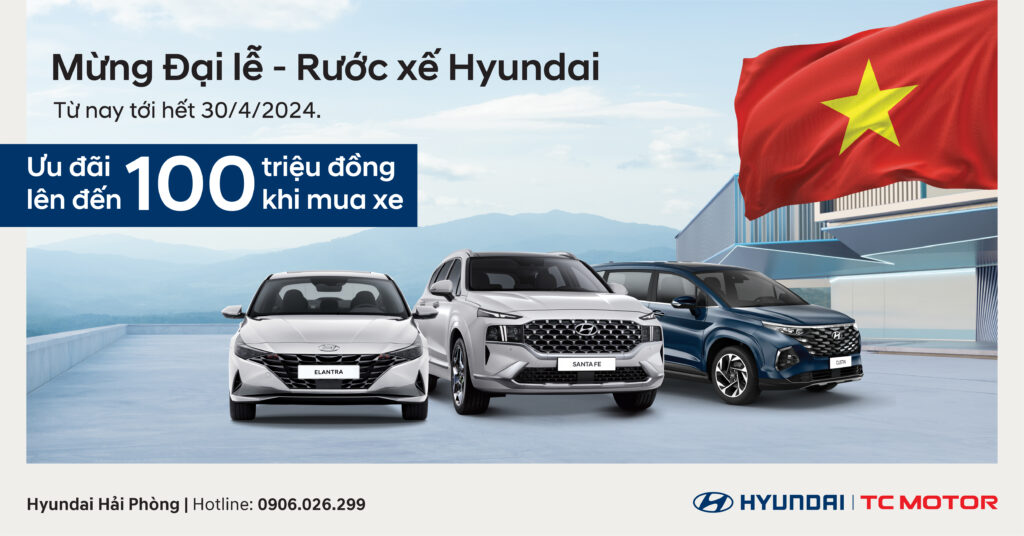 Mừng Đại lễ - Rước xế Hyundai
Từ nay tới hết 30/4/2024.
Ưu đãi lên đến 100 triệu đồng khi mua xe
ELANTRA
SANTA FE
CUSTIN
Hyundai Hải Phòng | Hotline: 0906.026.299
HYUNDAI | TC MOTOR